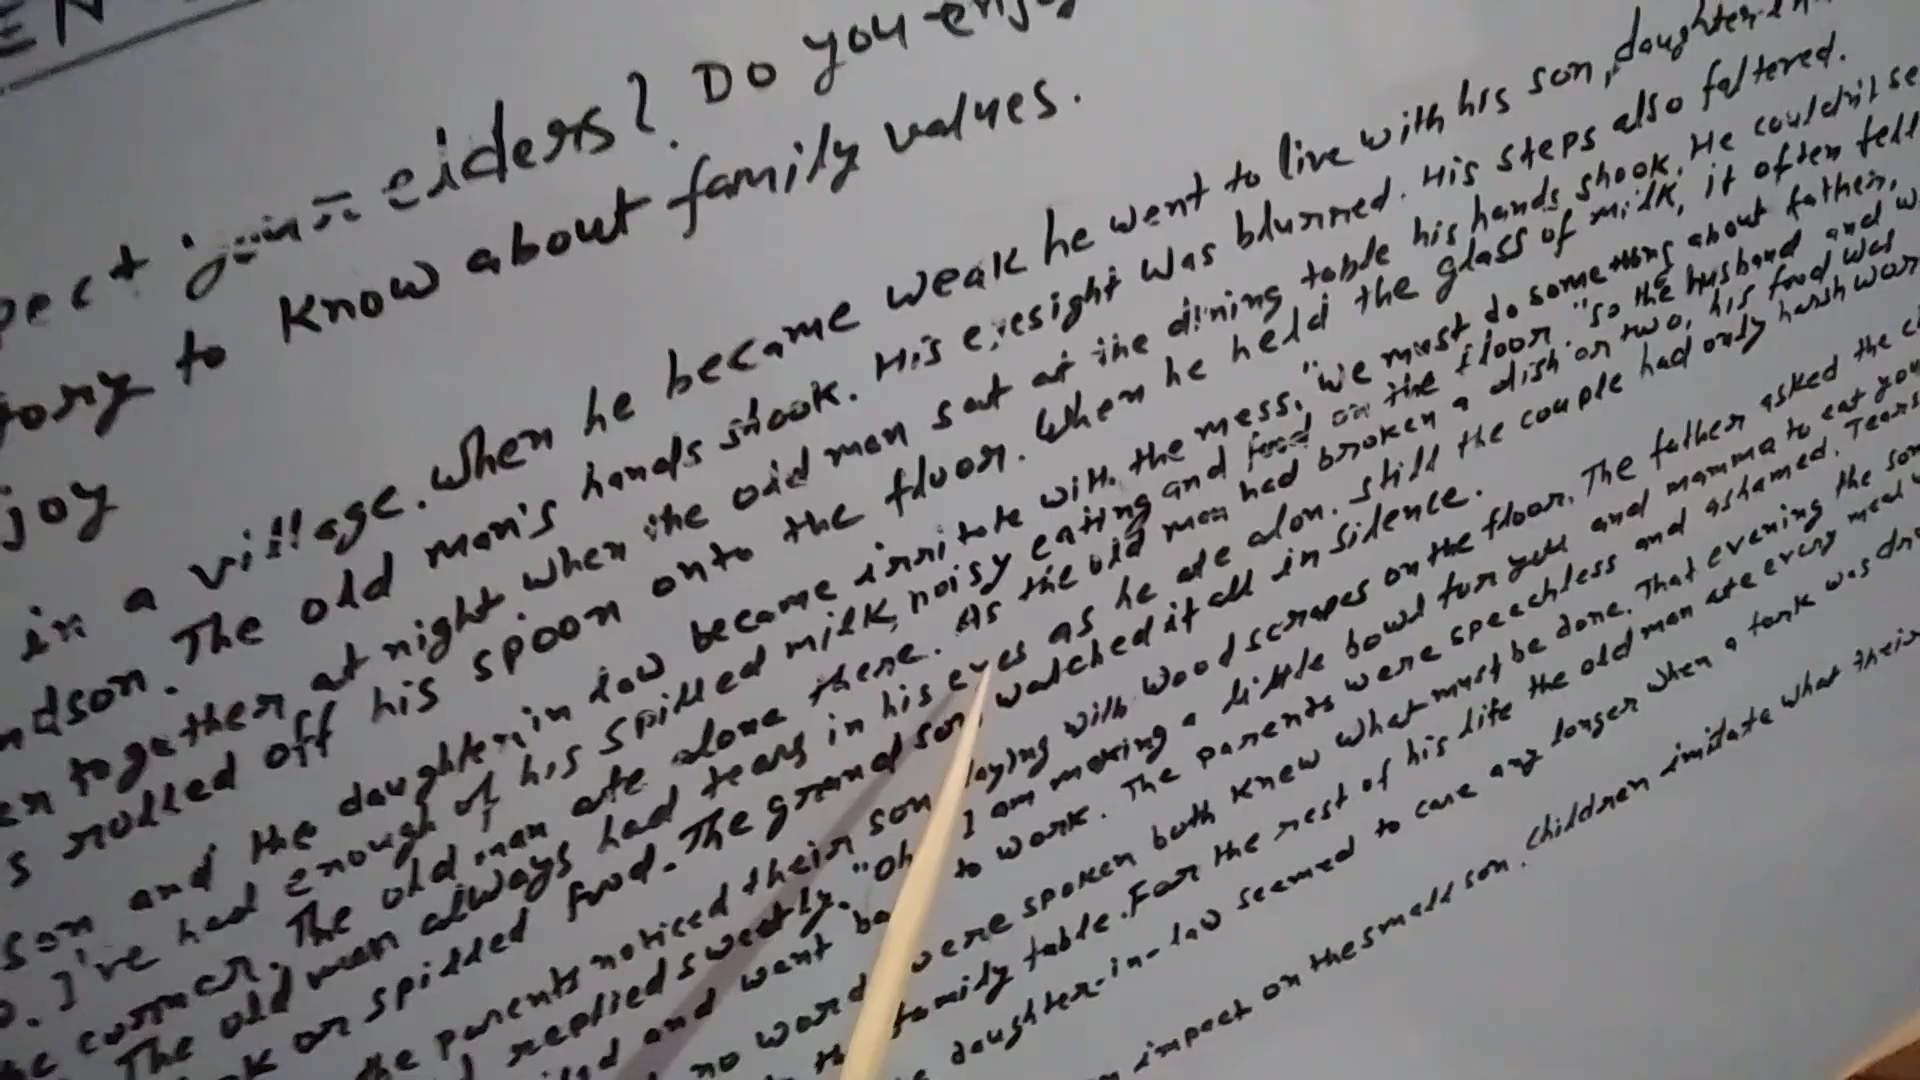 eiders? Do you
tory to know about family values.
joy
in a village. When he became weak he went to live with his son, daughter-in
ndson. The old man's hands shook. His eyesight was blurred. His steps also faltered.
en together at night when the old man sat at the dining table his hands shook. He couldn't se
s rolled off his spoon onto the floor. When he held the glass of milk, it often fell
son and the daughter in law became irritate with the mess, "we must do something about father,
. I've had enough of his spilled milk, noisy eating and food on the floor "so the husband and w
he corner. The old man ate alone there. As the old man had broken a dish or two, his food was
The old man always had tears in his eyes as he ate alon. Still the couple had only harsh wor
or spilled food. The grand son, watched it all in silence.
the parents noticed their son laying with wood scrapes on the floor. The father asked the c
replied sweetly. "Oh I am making a little bowl for you and mamma to eat you
and went ba to work. The parents were speechless and ashamed. Tears
no word were spoken both knew what must be done. That evening the son
th family table. For the rest of his life the old man ate every meal
daughter-in-law seemed to care any longer when a fork was dr
impact on the small son. Children imitate what their